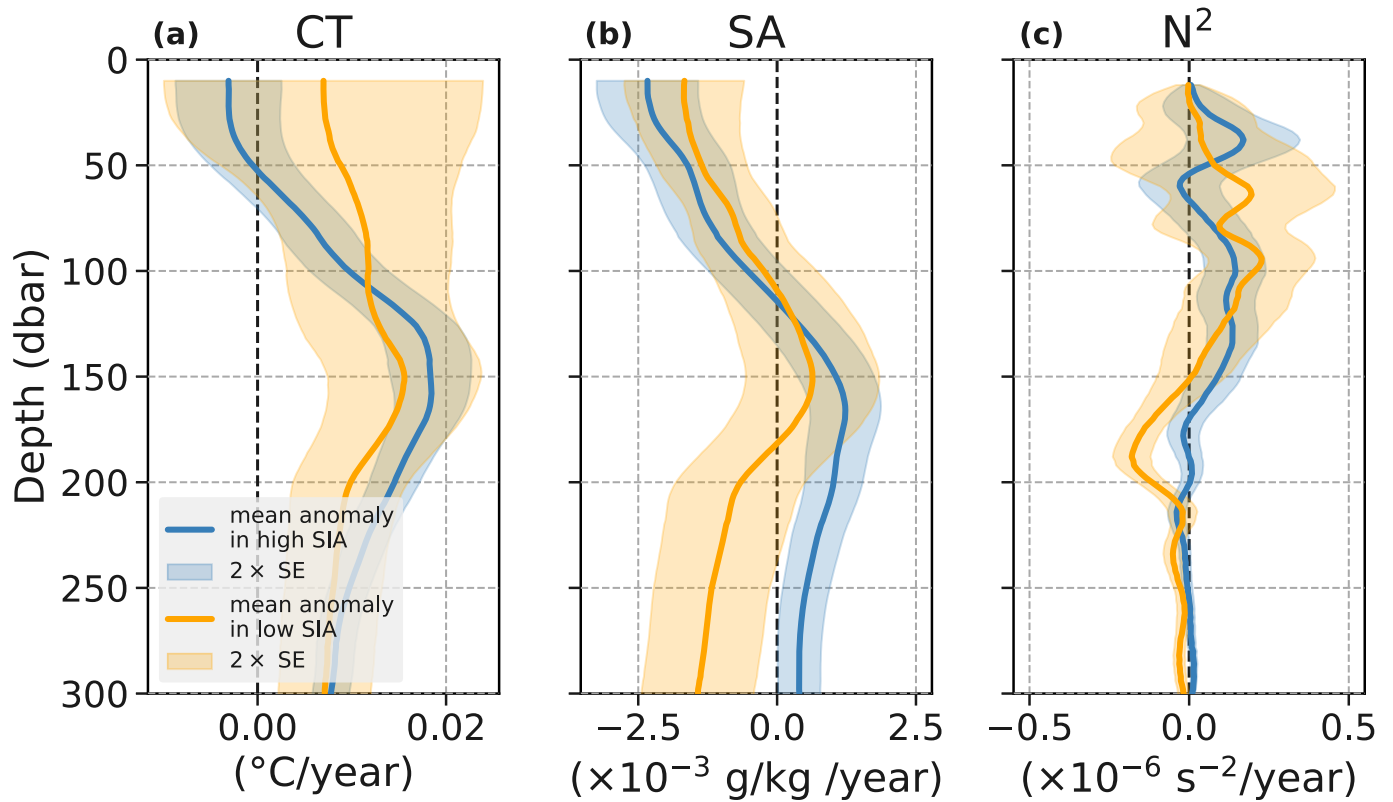 (a) CT
(b) SA
(c) N²
Depth (dbar)
0
50
100
150
200
250
300
mean anomaly
in high SIA
2 × SE
mean anomaly
in low SIA
2 × SE
0.00 0.02
(°C/year)
−2.5 0.0 2.5
(×10⁻³ g/kg /year)
−0.5 0.0 0.5
(×10⁻⁶ s⁻²/year)